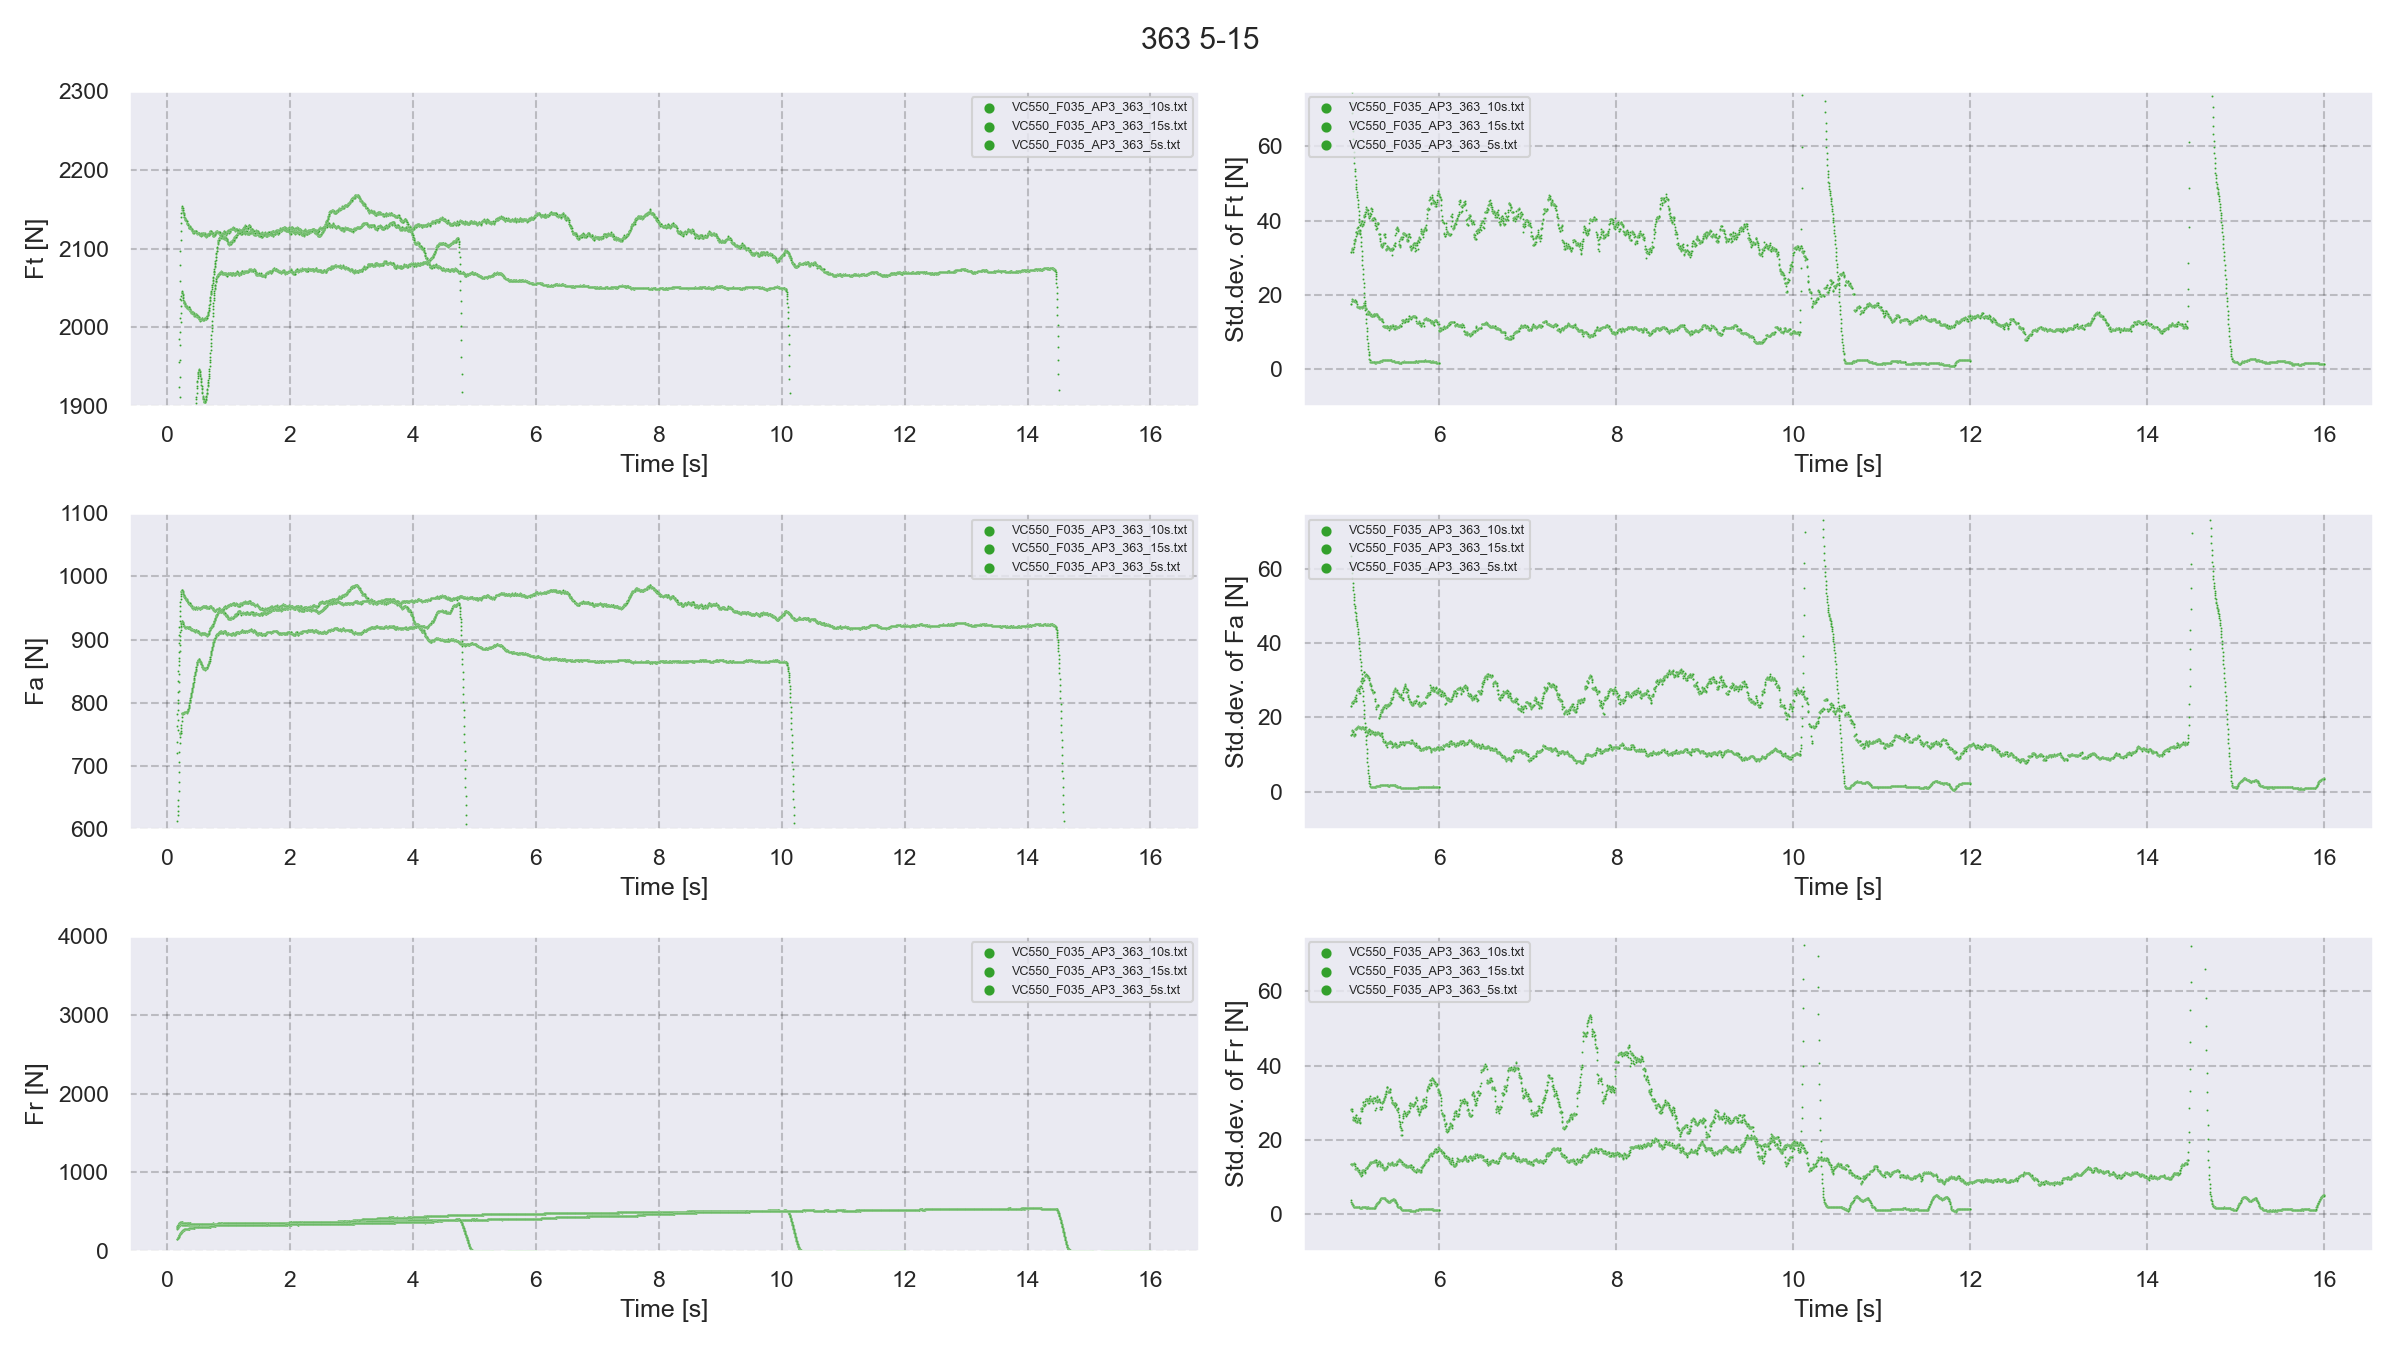 363 5-15
2300
2200
2100
2000
1900
Ft [N]
0 2 4 6 8 10 12 14 16
Time [s]
VC550_F035_AP3_363_10s.txt
VC550_F035_AP3_363_15s.txt
VC550_F035_AP3_363_5s.txt
60
40
20
0
Std.dev. of Ft [N]
6 8 10 12 14 16
Time [s]
VC550_F035_AP3_363_10s.txt
VC550_F035_AP3_363_15s.txt
VC550_F035_AP3_363_5s.txt
1100
1000
900
800
700
600
Fa [N]
0 2 4 6 8 10 12 14 16
Time [s]
VC550_F035_AP3_363_10s.txt
VC550_F035_AP3_363_15s.txt
VC550_F035_AP3_363_5s.txt
60
40
20
0
Std.dev. of Fa [N]
6 8 10 12 14 16
Time [s]
VC550_F035_AP3_363_10s.txt
VC550_F035_AP3_363_15s.txt
VC550_F035_AP3_363_5s.txt
4000
3000
2000
1000
0
Fr [N]
0 2 4 6 8 10 12 14 16
Time [s]
VC550_F035_AP3_363_10s.txt
VC550_F035_AP3_363_15s.txt
VC550_F035_AP3_363_5s.txt
60
40
20
0
Std.dev. of Fr [N]
6 8 10 12 14 16
Time [s]
VC550_F035_AP3_363_10s.txt
VC550_F035_AP3_363_15s.txt
VC550_F035_AP3_363_5s.txt